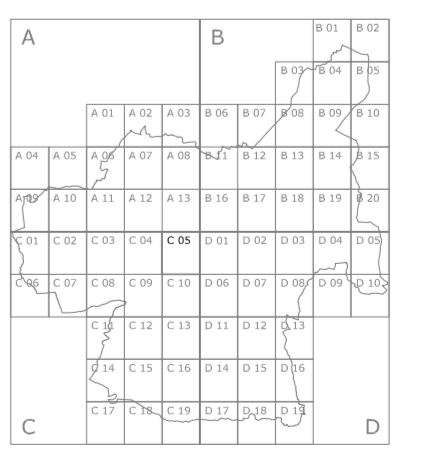 B 01 B 02
A B
B 03 B 04 B 05
A 01 A 02 A 03 B 06 B 07 B 08 B 09 B 10
A 04 A 05 A 06 A 07 A 08 B 11 B 12 B 13 B 14 B 15
A 09 A 10 A 11 A 12 A 13 B 16 B 17 B 18 B 19 B 20
C 01 C 02 C 03 C 04 C 05 D 01 D 02 D 03 D 04 D 05
C 06 C 07 C 08 C 09 C 10 D 06 D 07 D 08 D 09 D 10
C 11 C 12 C 13 D 11 D 12 D 13
C 14 C 15 C 16 D 14 D 15 D 16
C 17 C 18 C 19 D 17 D 18 D 19
C D